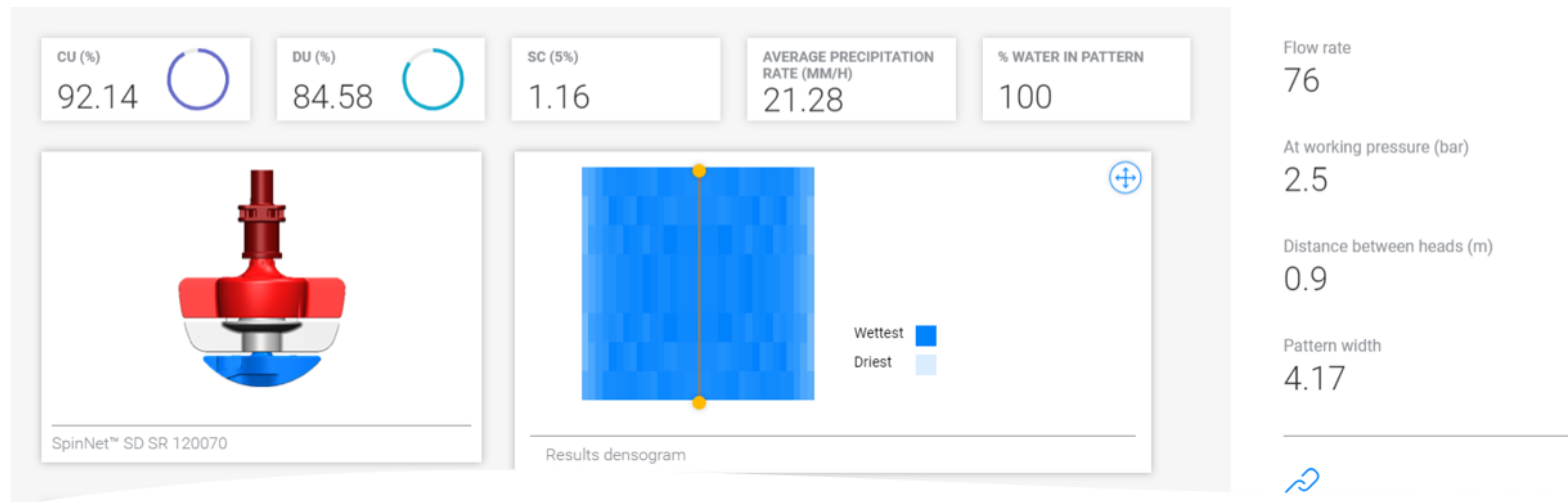 CU (%)
92.14
DU (%)
84.58
SC (5%)
1.16
AVERAGE PRECIPITATION
RATE (MM/H)
21.28
% WATER IN PATTERN
100
Flow rate
76
At working pressure (bar)
2.5
Distance between heads (m)
0.9
Pattern width
4.17
SpinNet™ SD SR 120070
Wettest
Driest
Results densogram